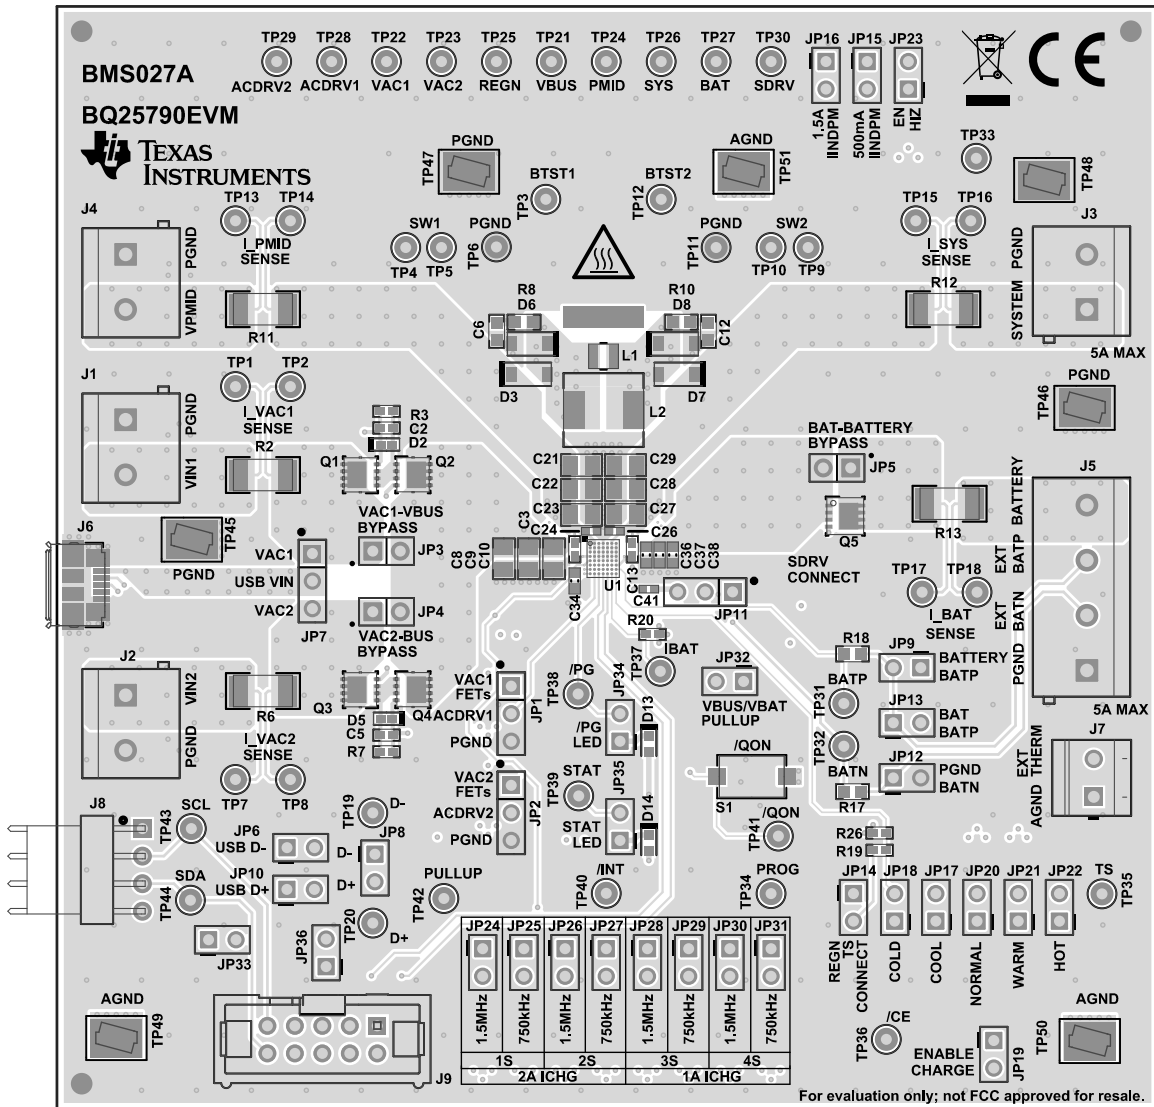 TP29 TP28 TP22 TP23 TP25 TP21 TP24 TP26 TP27 TP30 JP16 JP15 JP23
ACDRV2 ACDRV1 VAC1 VAC2 REGN VBUS PMID SYS BAT SDRV
BMS027A
BQ25790EVM
TEXAS
INSTRUMENTS
1.5A
IINDPM
500mA
IINDPM
EN
HIZ
CE
TP33
PGND
TP47
AGND
TP51
TP48
BTST1
TP3
BTST2
TP12
J4
TP13 TP14
I_PMID
SENSE
PGND
VPMID
R11
SW1
TP4 TP5
PGND
TP6
PGND
TP11
SW2
TP10 TP9
TP15 TP16
I_SYS
SENSE
R12
J3
PGND
SYSTEM
5A MAX
R8
D6
C6
R10
D8
C12
L1
D3
D7
L2
J1
TP1 TP2
I_VAC1
SENSE
PGND
VIN1
R2
R3
C2
D2
Q1 Q2
VAC1-VBUS
BYPASS
JP3
C21 C29
C22 C28
C23 C27
C3
C24 C26
PGND
TP46
BAT-BATTERY
BYPASS
JP5
Q5
SDRV
CONNECT
R13
J5
BATTERY
BATTERY
EXT
BATP
EXT
BATN
PGND
5A MAX
J6
TP45
PGND
VAC1
USB VIN
VAC2
JP7
JP4
VAC2-BUS
BYPASS
C8
C9
C10
C34
U1
C13
C36
C37
C38
C41
JP11
R20
TP17 TP18
I_BAT
SENSE
J2
VIN2
PGND
R6
I_VAC2
SENSE
TP7 TP8
Q3 Q4
D5
C5
R7
VAC1
FETs
ACDRV1
PGND
JP1
VAC2
FETs
ACDRV2
PGND
JP2
/PG
TP38
JP34
/PG
LED
D13
IBAT
TP37
JP32
VBUS/VBAT
PULLUP
STAT
TP39
JP35
STAT
LED
D14
/QON
S1
/QON
TP41
R18
BATP
TP31
TP32
BATN
R17
JP9
BATTERY
BATP
JP13
BAT
BATP
JP12
PGND
BATN
R26
R19
J7
EXT
THERM
AGND
J8
TP43
SCL
SDA
TP44
JP6
USB D-
JP10
USB D+
TP19
D-
JP8
D-
D+
TP20
D+
JP33
JP36
PULLUP
TP42
/INT
TP40
PROG
TP34
JP14 JP18 JP17 JP20 JP21 JP22
TS
TP35
REGN
TS
CONNECT
COLD
COOL
NORMAL
WARM
HOT
JP24 JP25 JP26 JP27 JP28 JP29 JP30 JP31
1.5MHz 750kHz 1.5MHz 750kHz 1.5MHz 750kHz 1.5MHz 750kHz
1S 2S 3S 4S
2A ICHG 1A ICHG
AGND
TP49
J9
/CE
TP36
ENABLE
CHARGE
JP19
AGND
TP50
For evaluation only; not FCC approved for resale.